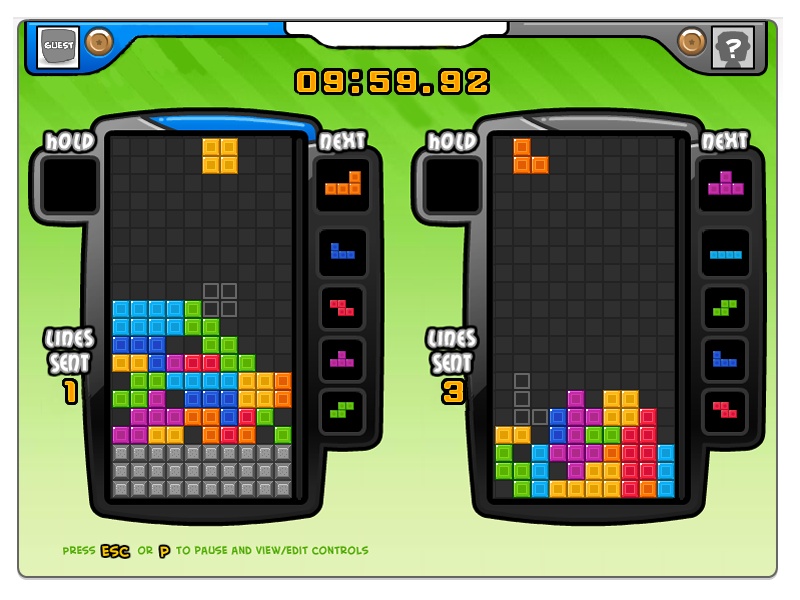 GUEST
?
09:59.92
HOLD
NEXT
HOLD
NEXT
LINES
SENT
1
LINES
SENT
3
PRESS ESC OR P TO PAUSE AND VIEW/EDIT CONTROLS